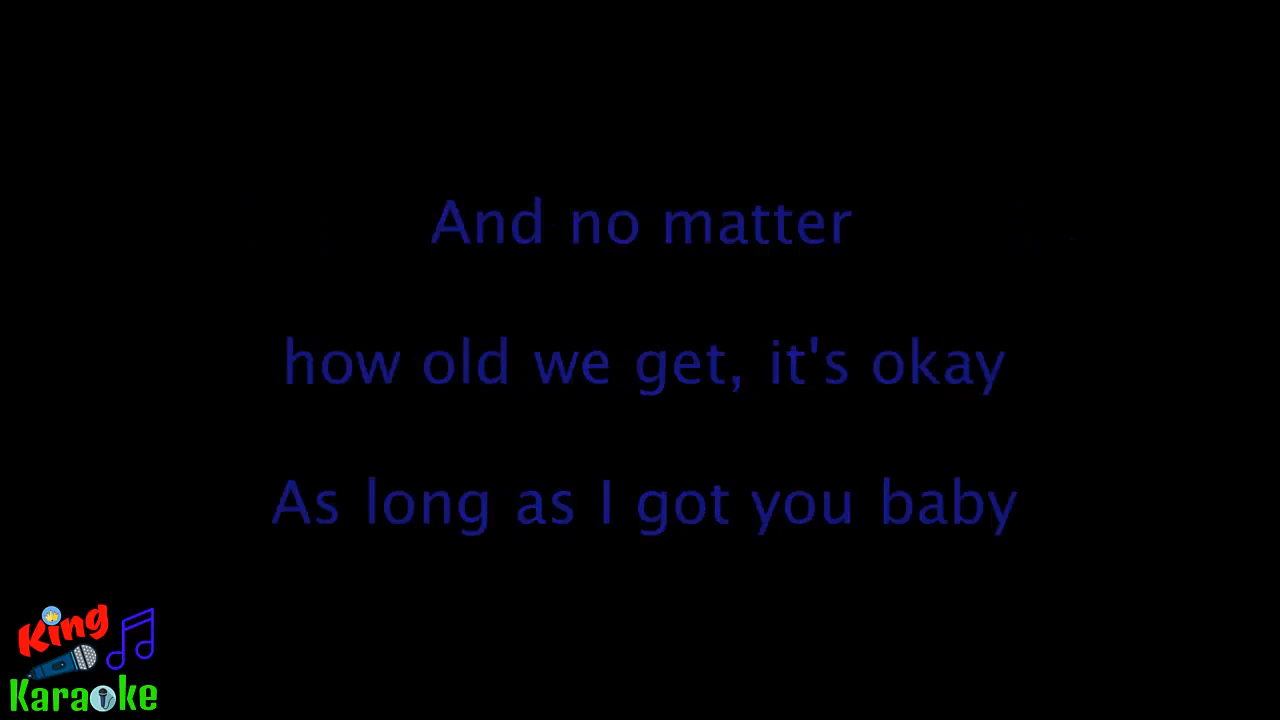 And no matter
how old we get, it's okay
As long as I got you baby
King
Karaoke